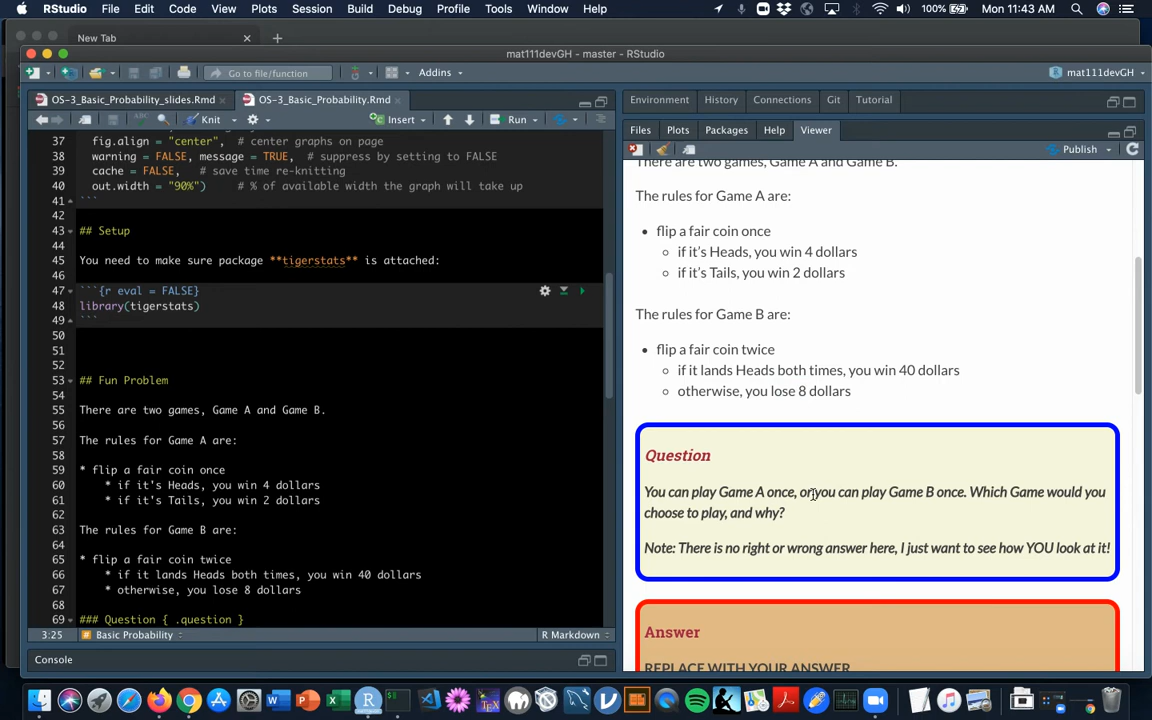 RStudio File Edit Code View Plots Session Build Debug Profile Tools Window Help 100% Mon 11:43 AM
New Tab
mat111devGH - master - RStudio
Go to file/function Addins mat111devGH
OS-3_Basic_Probability_slides.Rmd OS-3_Basic_Probability.Rmd
Knit Insert Run
37 fig.align = "center", # center graphs on page
38 warning = FALSE, message = TRUE, # suppress by setting to FALSE
39 cache = FALSE, # save time re-knitting
40 out.width = "90%") # % of available width the graph will take up
41 ```
42
43 ## Setup
44
45 You need to make sure package **tigerstats** is attached:
46
47 ```{r eval = FALSE}
48 library(tigerstats)
49 ```
50
51
52
53 ## Fun Problem
54
55 There are two games, Game A and Game B.
56
57 The rules for Game A are:
58
59 * flip a fair coin once
60 * if it's Heads, you win 4 dollars
61 * if it's Tails, you win 2 dollars
62
63 The rules for Game B are:
64
65 * flip a fair coin twice
66 * if it lands Heads both times, you win 40 dollars
67 * otherwise, you lose 8 dollars
68
69 ### Question { .question }
3:25 # Basic Probability R Markdown
Console
Environment History Connections Git Tutorial
Files Plots Packages Help Viewer
Publish
There are two games, Game A and Game B.
The rules for Game A are:
• flip a fair coin once
○ if it’s Heads, you win 4 dollars
○ if it’s Tails, you win 2 dollars
The rules for Game B are:
• flip a fair coin twice
○ if it lands Heads both times, you win 40 dollars
○ otherwise, you lose 8 dollars
Question
You can play Game A once, or you can play Game B once. Which Game would you
choose to play, and why?
Note: There is no right or wrong answer here, I just want to see how YOU look at it!
Answer
REPLACE WITH YOUR ANSWER